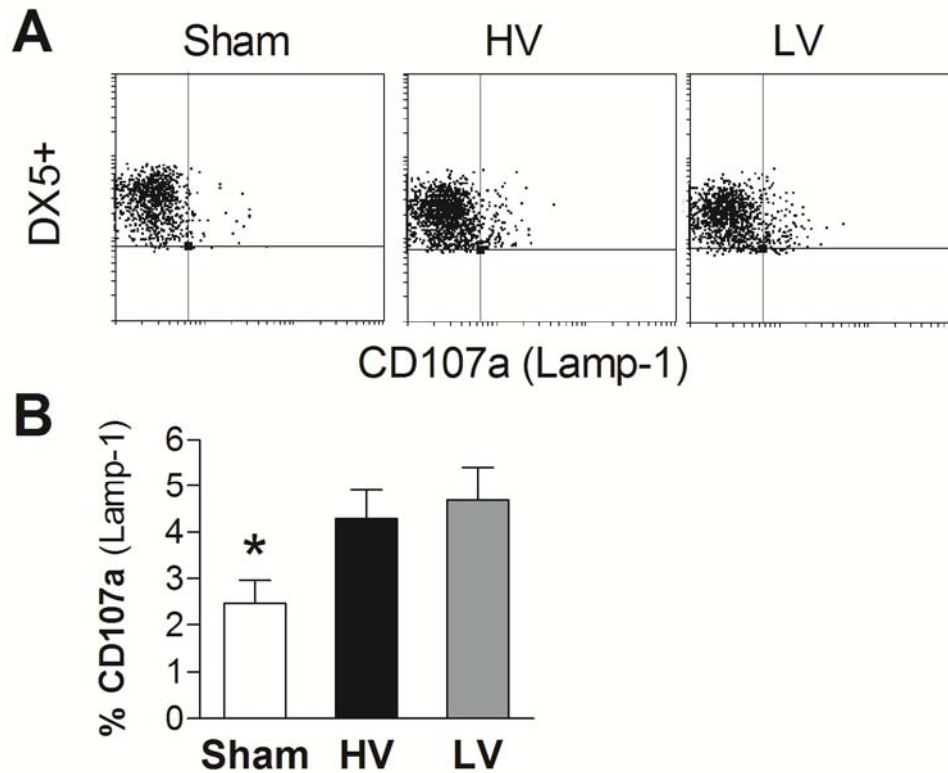 A
Sham HV LV
DX5+
CD107a (Lamp-1)
B
% CD107a (Lamp-1)
6
5
4
3
2
1
0
*
Sham HV LV